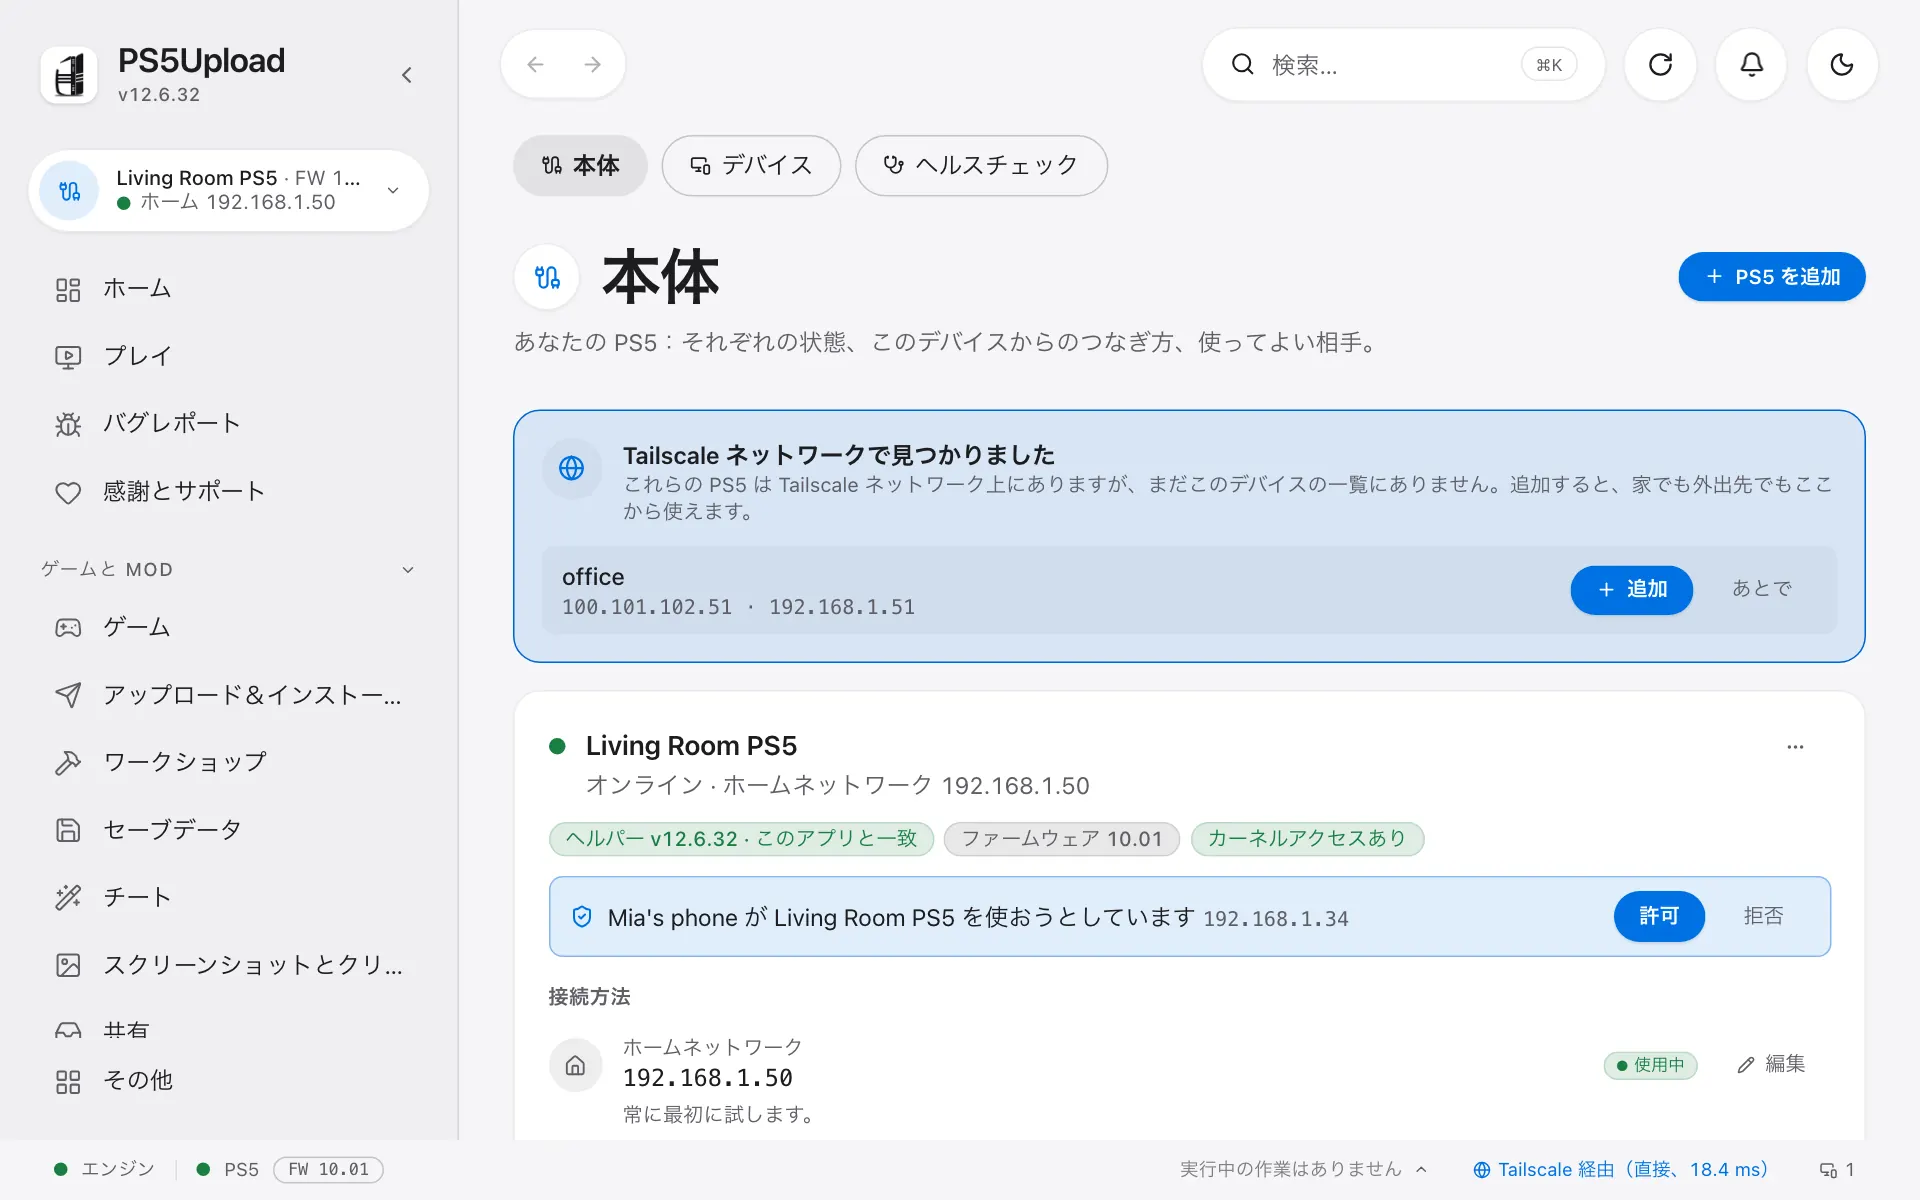 PS5Upload
v12.6.32
Living Room PS5 · FW 1...
ホーム 192.168.1.50
ホーム
プレイ
バグレポート
感謝とサポート
ゲームと MOD
ゲーム
アップロード＆インストー...
ワークショップ
セーブデータ
チート
スクリーンショットとクリ...
共有
その他
検索...
⌘K
本体
デバイス
ヘルスチェック
本体
PS5 を追加
あなたの PS5：それぞれの状態、このデバイスからのつなぎ方、使ってよい相手。
Tailscale ネットワークで見つかりました
これらの PS5 は Tailscale ネットワーク上にありますが、まだこのデバイスの一覧にありません。追加すると、家でも外出先でもここ
から使えます。
office
100.101.102.51 · 192.168.1.51
追加
あとで
Living Room PS5
オンライン · ホームネットワーク 192.168.1.50
ヘルパー v12.6.32 · このアプリと一致
ファームウェア 10.01
カーネルアクセスあり
Mia's phone が Living Room PS5 を使おうとしています 192.168.1.34
許可
拒否
接続方法
ホームネットワーク
192.168.1.50
常に最初に試します。
使用中
編集
エンジン
PS5
FW 10.01
実行中の作業はありません
Tailscale 経由（直接、18.4 ms）
1